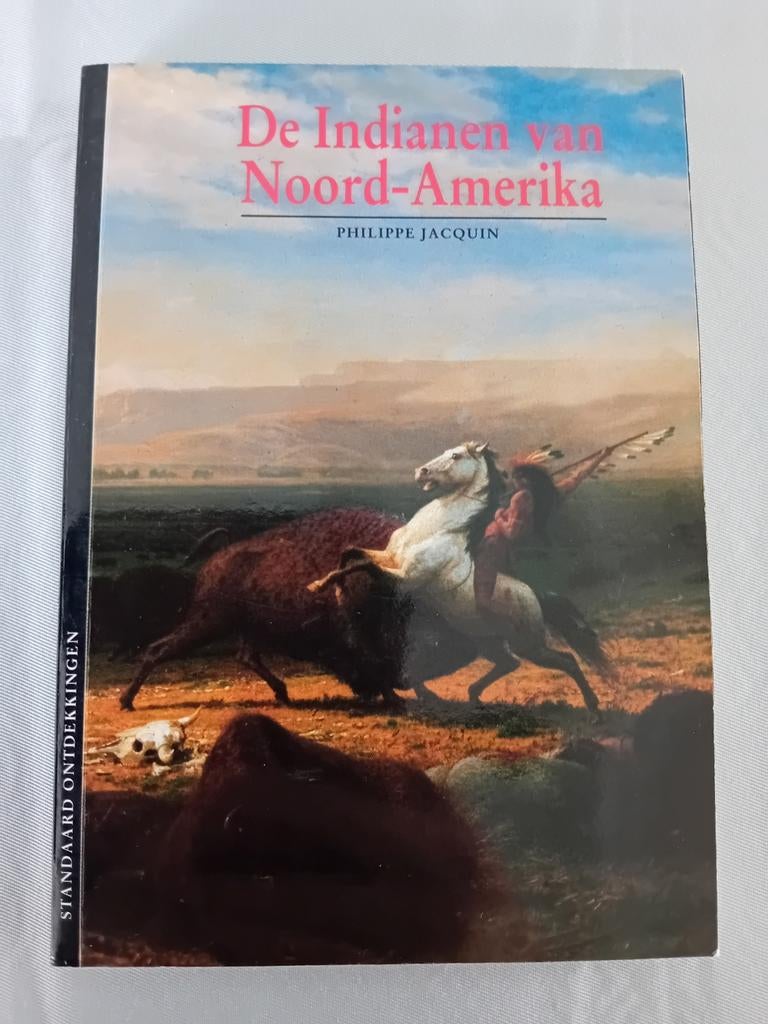 De Indianen van
Noord-Amerika
PHILIPPE JACQUIN
STANDAARD ONTDEKKINGEN